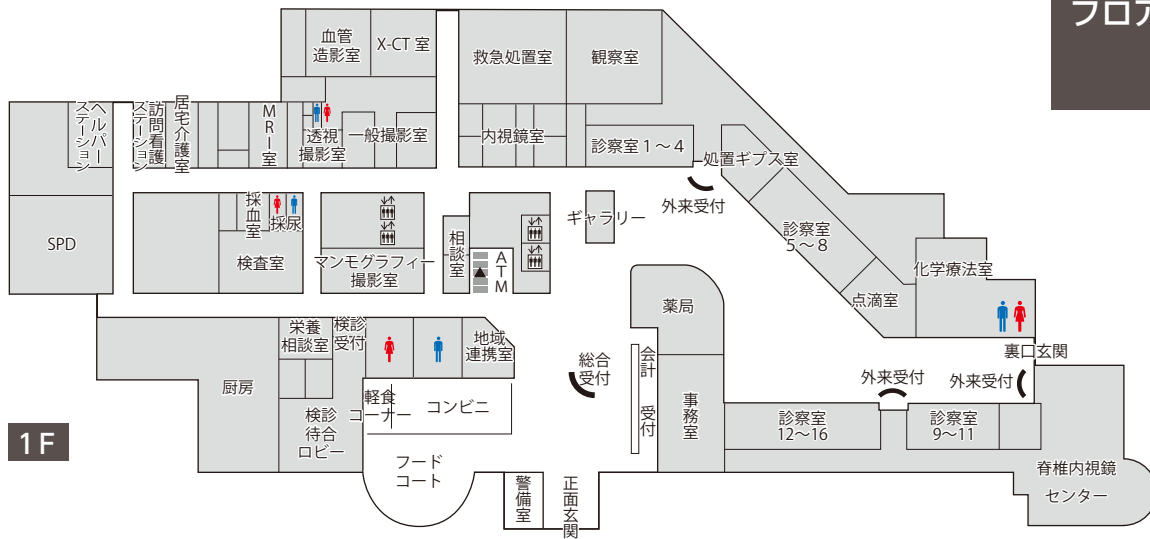 フロア
血管
造影室
X-CT 室
救急処置室
観察室
ヘルパー
ステーション
訪問看護
ステーション
居宅介護室
MRI室
透視
撮影室
一般撮影室
内視鏡室
診察室 1～4
処置ギプス室
外来受付
SPD
採血室
採尿
検査室
マンモグラフィー
撮影室
相談室
ATM
ギャラリー
診察室
5～8
点滴室
化学療法室
薬局
裏口玄関
栄養
相談室
検診
受付
地域
連携室
総合
受付
会計 受付
外来受付
外来受付
厨房
軽食
コーナー
コンビニ
検診
待合
ロビー
事務室
診察室
12～16
診察室
9～11
1F
フード
コート
警備室
正面玄関
脊椎内視鏡
センター